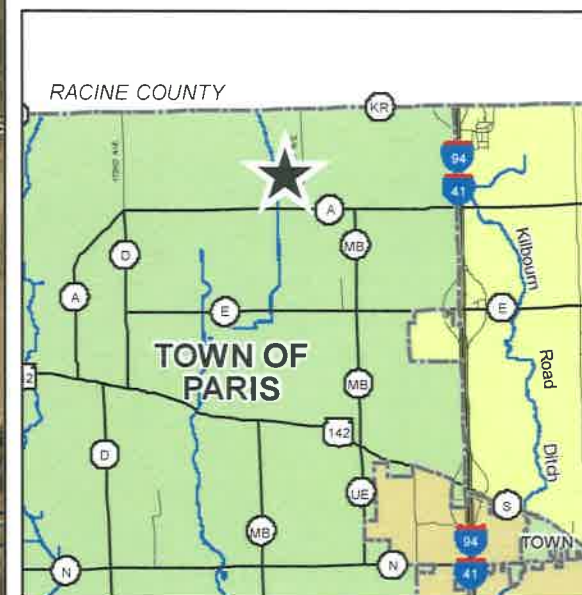 RACINE COUNTY
KR
94
41
A
MB
D
Kilbourn
A
E
E
TOWN OF
PARIS
Road
2
MB
142
D
Ditch
UE
S
MB
94
TOWN
N
N
41